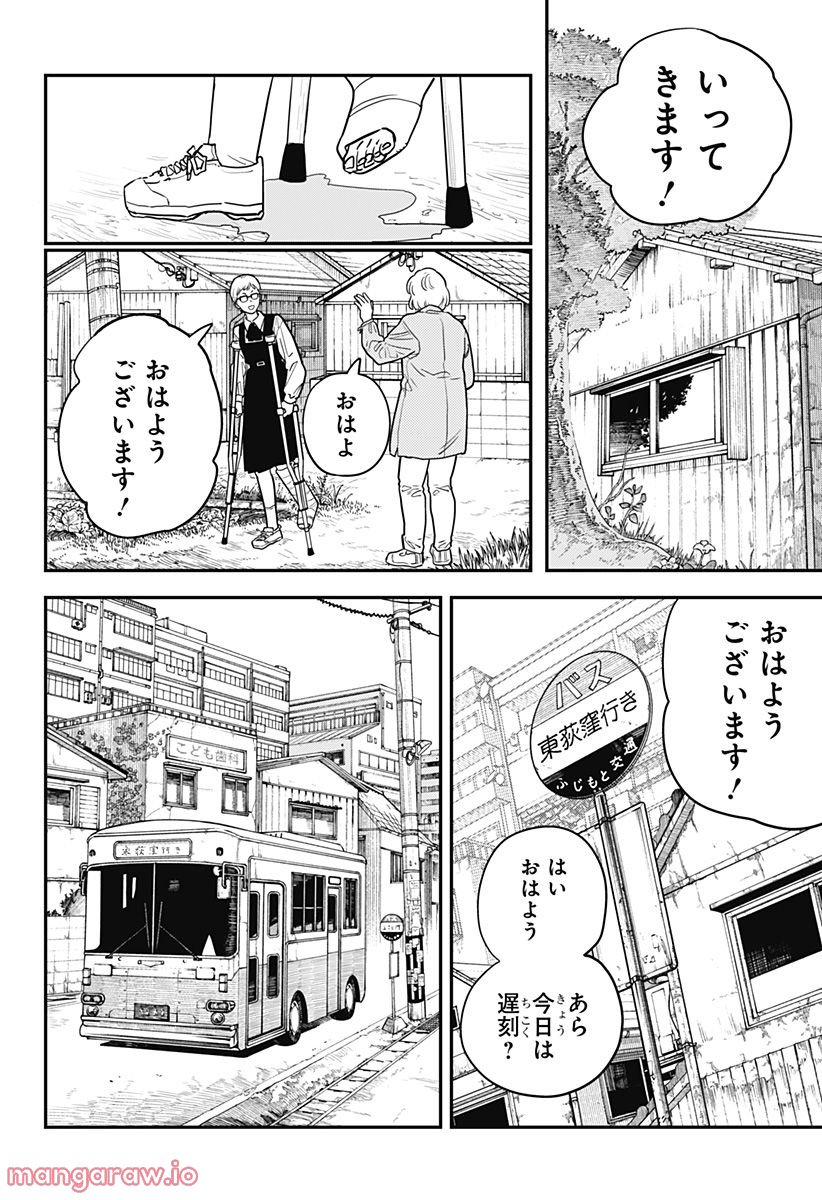 いって
きます！
おはよ
おはよう
ございます！
おはよう
ございます！
バス
東荻窪行き
ふじもと交通
はい
おはよう
あら
今日は
遅刻？
こども歯科
東荻窪行き
mangaraw.io